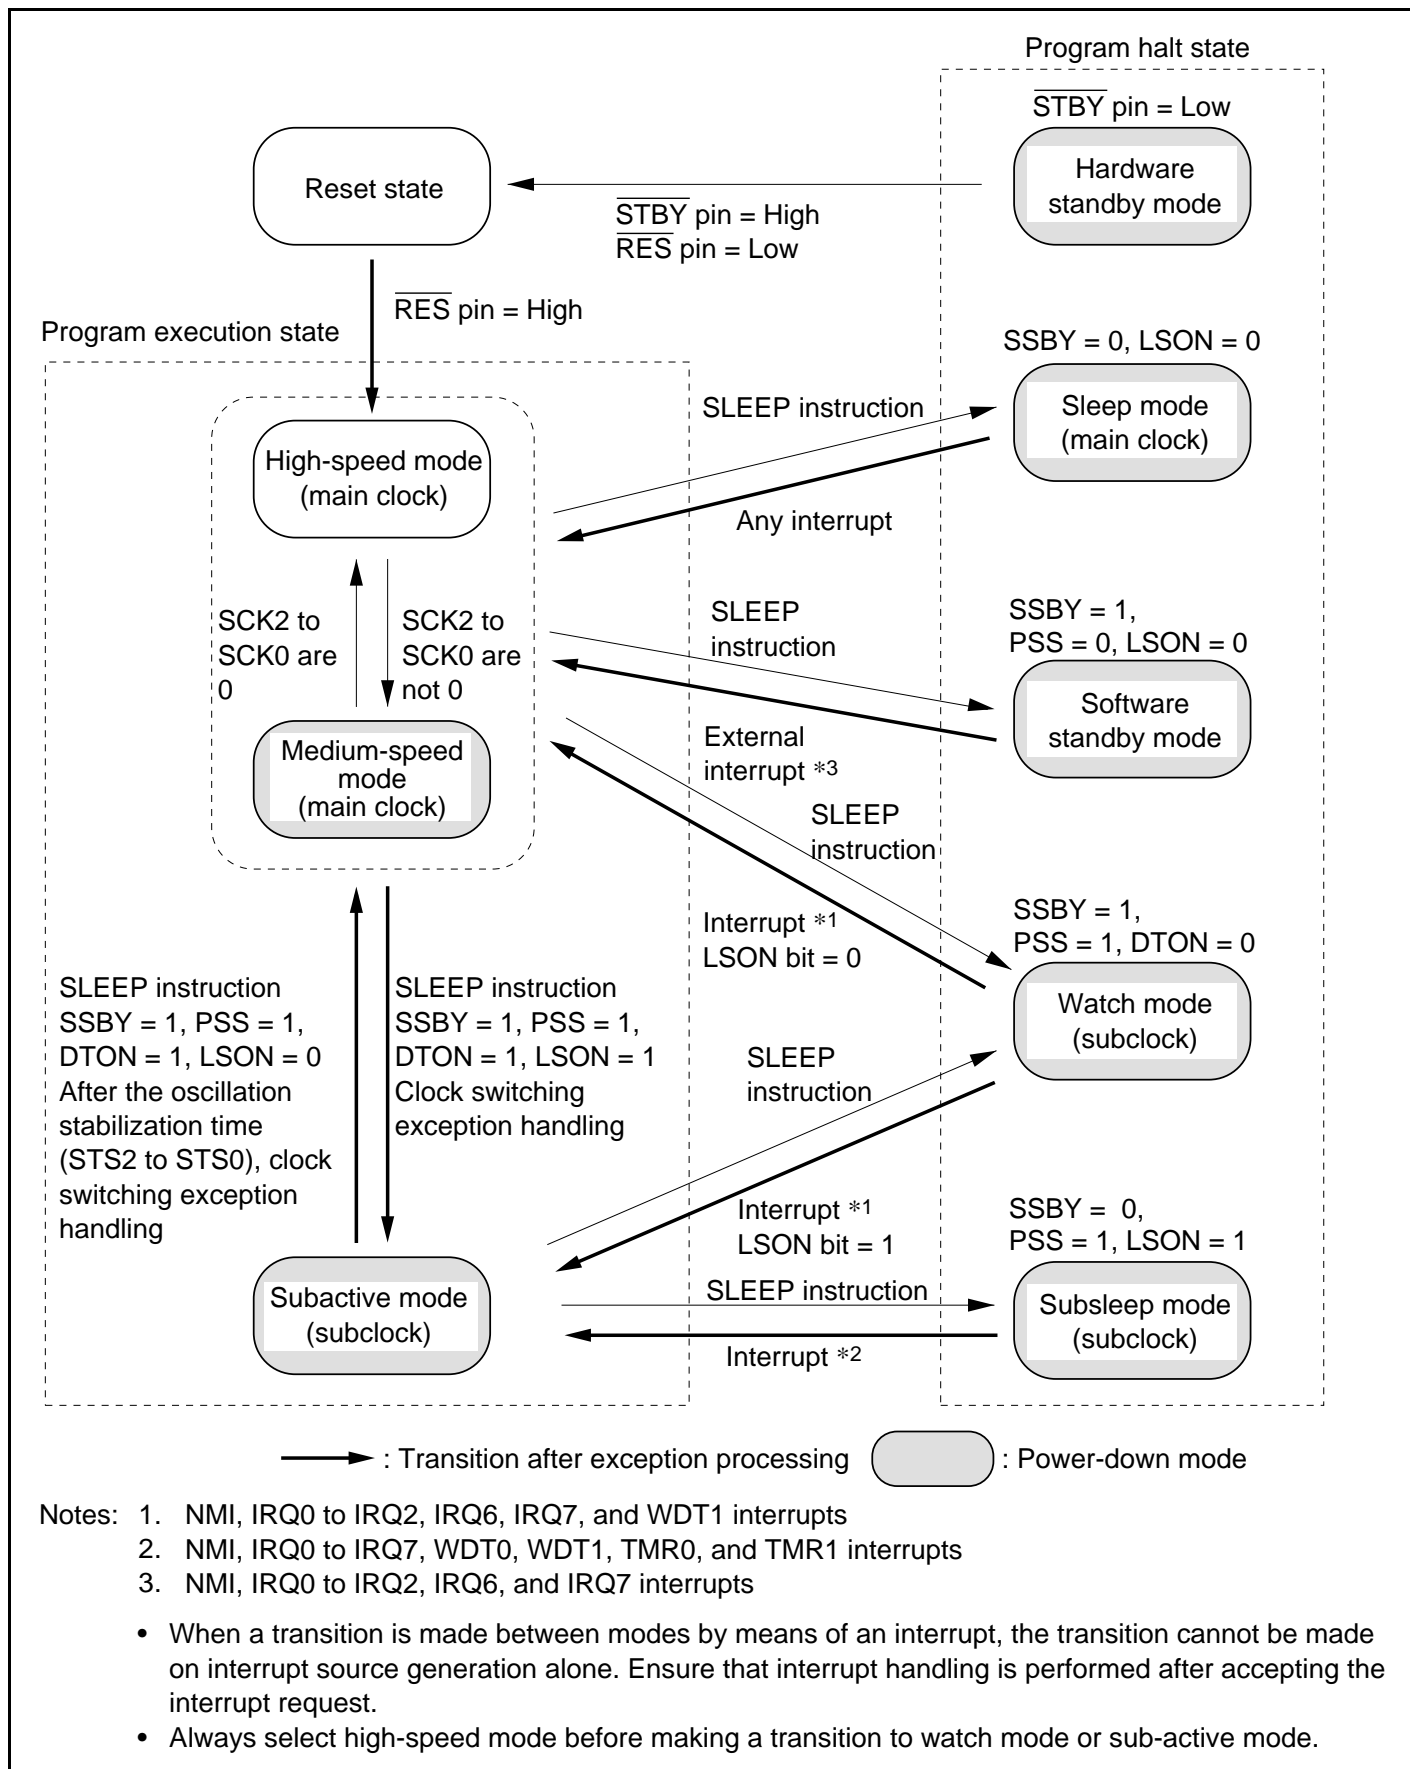 Program halt state
STBY pin = Low
Hardware
standby mode
Reset state
STBY pin = High
RES pin = Low
RES pin = High
Program execution state
SSBY = 0, LSON = 0
Sleep mode
(main clock)
SLEEP instruction
Any interrupt
High-speed mode
(main clock)
SCK2 to
SCK0 are
0
SCK2 to
SCK0 are
not 0
SLEEP
instruction
SSBY = 1,
PSS = 0, LSON = 0
Software
standby mode
External
interrupt *3
Medium-speed
mode
(main clock)
SLEEP
instruction
Interrupt *1
LSON bit = 0
SSBY = 1,
PSS = 1, DTON = 0
Watch mode
(subclock)
SLEEP instruction
SSBY = 1, PSS = 1,
DTON = 1, LSON = 0
After the oscillation
stabilization time
(STS2 to STS0), clock
switching exception
handling
SLEEP instruction
SSBY = 1, PSS = 1,
DTON = 1, LSON = 1
Clock switching
exception handling
SLEEP
instruction
Interrupt *1
LSON bit = 1
SSBY = 0,
PSS = 1, LSON = 1
Subsleep mode
(subclock)
Subactive mode
(subclock)
SLEEP instruction
Interrupt *2
: Transition after exception processing
: Power-down mode
Notes: 1. NMI, IRQ0 to IRQ2, IRQ6, IRQ7, and WDT1 interrupts
2. NMI, IRQ0 to IRQ7, WDT0, WDT1, TMR0, and TMR1 interrupts
3. NMI, IRQ0 to IRQ2, IRQ6, and IRQ7 interrupts
• When a transition is made between modes by means of an interrupt, the transition cannot be made
on interrupt source generation alone. Ensure that interrupt handling is performed after accepting the
interrupt request.
• Always select high-speed mode before making a transition to watch mode or sub-active mode.